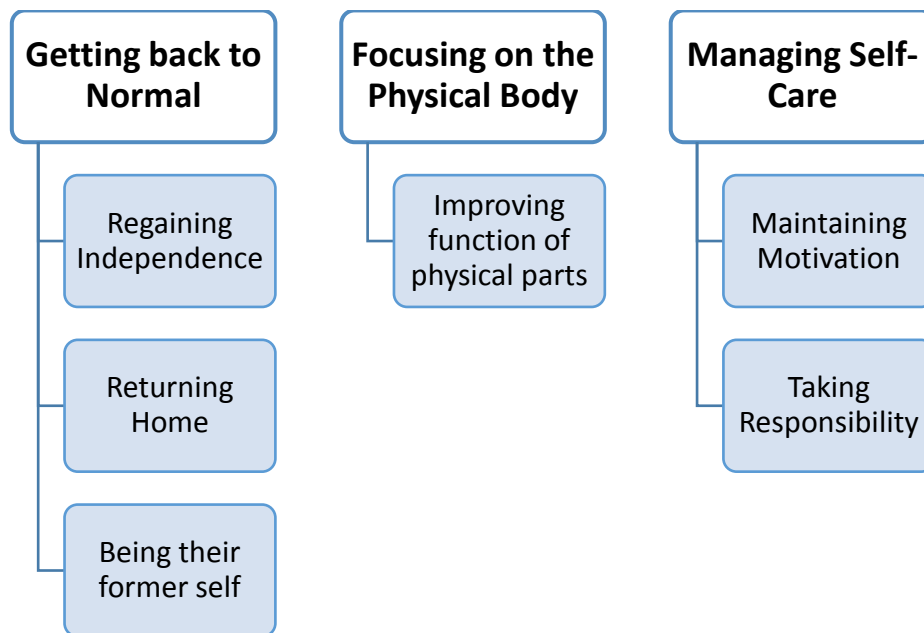 Getting back to
Normal
Regaining
Independence
Returning
Home
Being their
former self
Focusing on the
Physical Body
Improving
function of
physical parts
Managing Self-
Care
Maintaining
Motivation
Taking
Responsibility